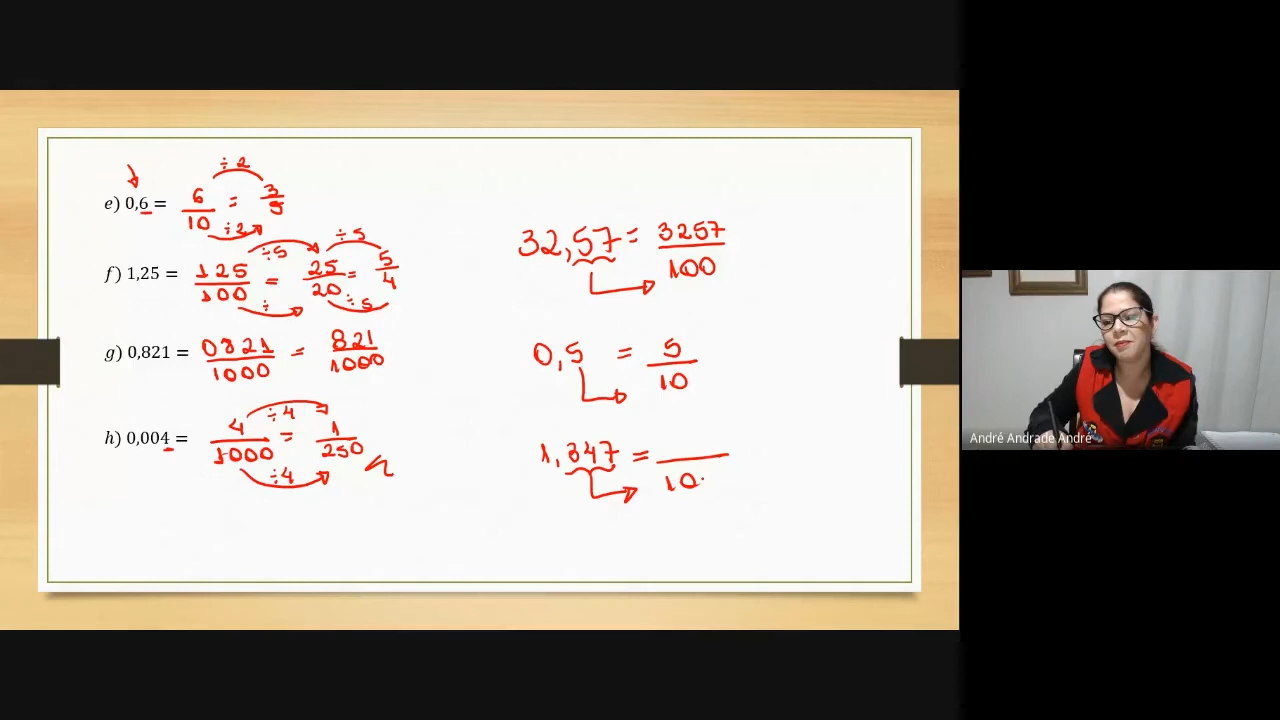 e) 0,6 = 6/10 = 3/5
÷2
÷2
f) 1,25 = 125/100 = 25/20 = 5/4
÷5
÷5
÷
÷5
g) 0,821 = 0821/1000 = 821/1000
h) 0,004 = 4/1000 = 1/250
÷4
÷4
32,57 = 3257/100
0,5 = 5/10
1,347 = /10
André Andrade André